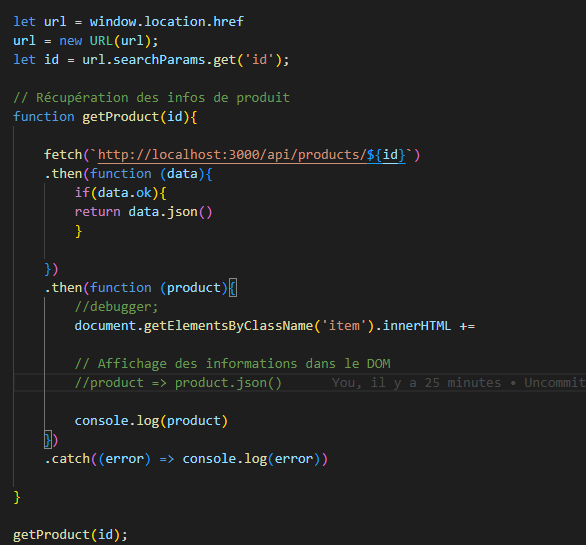 let url = window.location.href
url = new URL(url);
let id = url.searchParams.get('id');
// Récupération des infos de produit
function getProduct(id){
fetch(`http://localhost:3000/api/products/${id}`)
.then(function (data){
if(data.ok){
return data.json()
}
})
.then(function (product){
//debugger;
document.getElementsByClassName('item').innerHTML +=
// Affichage des informations dans le DOM
//product => product.json() You, il y a 25 minutes • Uncommit
console.log(product)
})
.catch((error) => console.log(error))
}
getProduct(id);